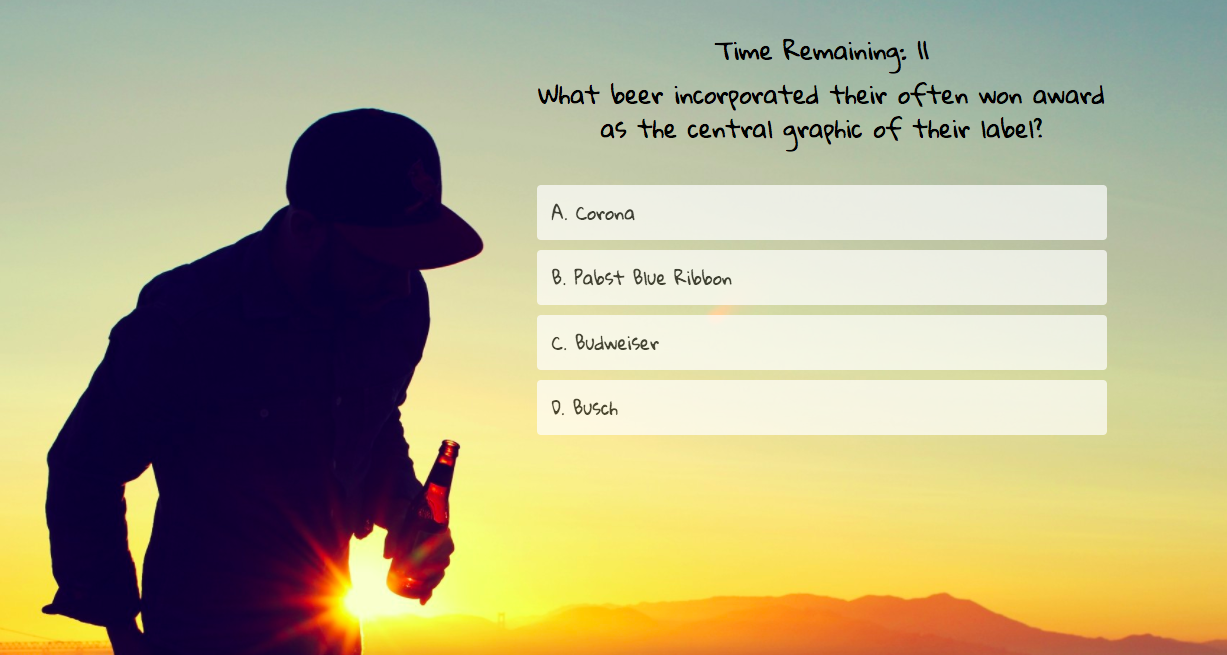 Time Remaining: 11
What beer incorporated their often won award
as the central graphic of their label?
A. Corona
B. Pabst Blue Ribbon
C. Budweiser
D. Busch